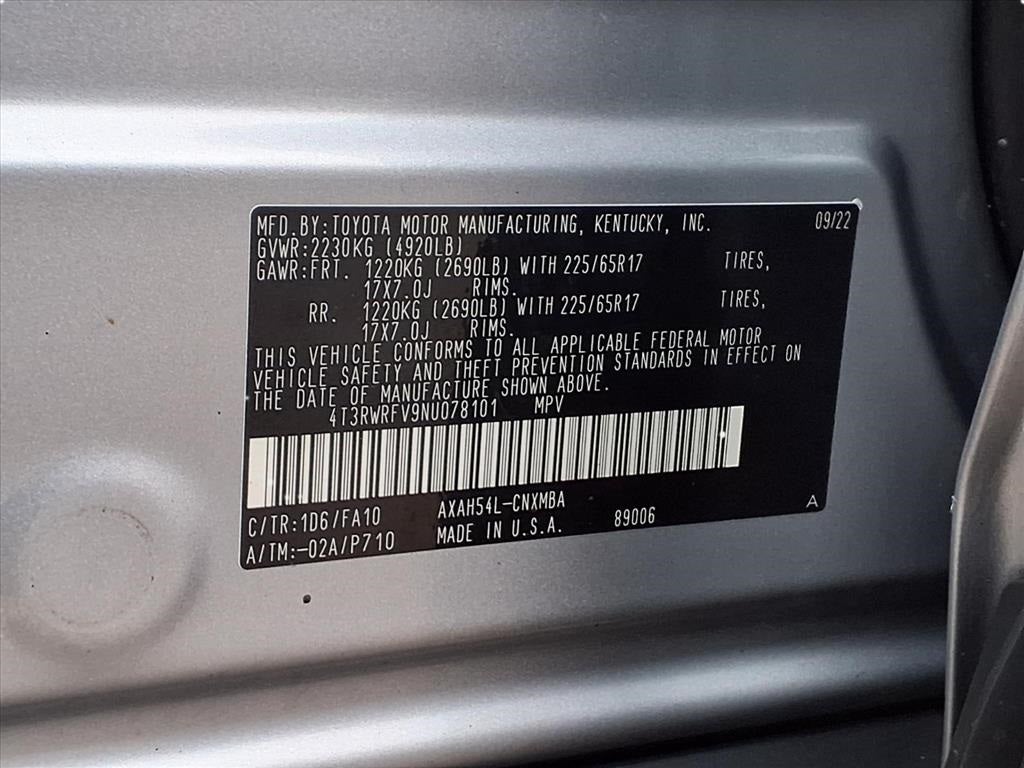 MFD.BY:TOYOTA MOTOR MANUFACTURING, KENTUCKY, INC. 09/22
GVWR:2230KG (4920LB)
GAWR:FRT. 1220KG (2690LB) WITH 225/65R17 TIRES,
17X7.0J RIMS.
RR. 1220KG (2690LB) WITH 225/65R17 TIRES,
17X7.0J RIMS.
THIS VEHICLE CONFORMS TO ALL APPLICABLE FEDERAL MOTOR
VEHICLE SAFETY AND THEFT PREVENTION STANDARDS IN EFFECT ON
THE DATE OF MANUFACTURE SHOWN ABOVE.
4T3RWRFV9NU078101 MPV
C/TR:1D6/FA10 AXAH54L-CNXMBA 89006 A
A/TM:-02A/P710 MADE IN U.S.A.